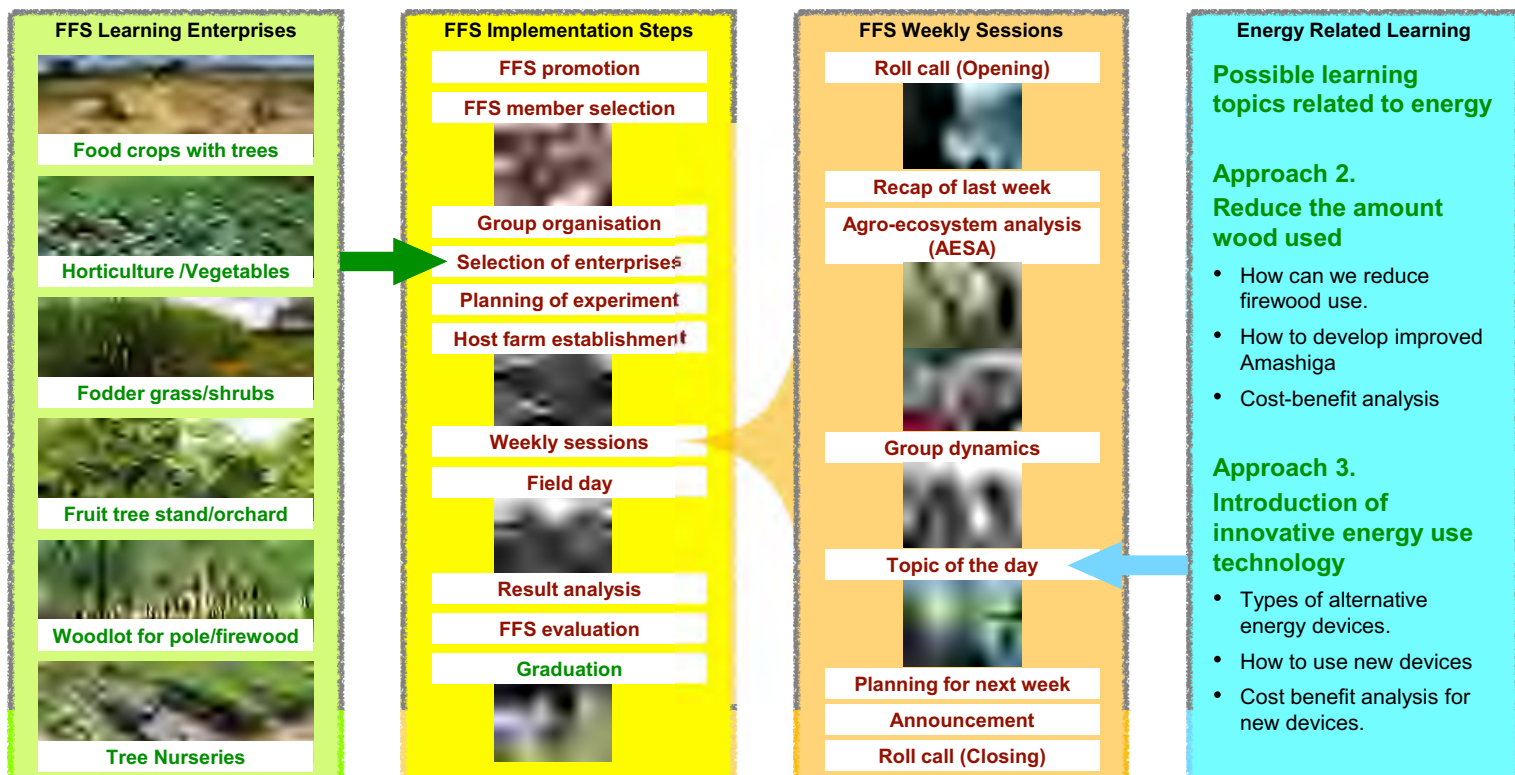 FFS Learning Enterprises
Food crops with trees
Horticulture /Vegetables
Fodder grass/shrubs
Fruit tree stand/orchard
Woodlot for pole/firewood
Tree Nurseries
FFS Implementation Steps
FFS promotion
FFS member selection
Group organisation
Selection of enterprises
Planning of experiment
Host farm establishment
Weekly sessions
Field day
Result analysis
FFS evaluation
Graduation
FFS Weekly Sessions
Roll call (Opening)
Recap of last week
Agro-ecosystem analysis
(AESA)
Group dynamics
Topic of the day
Planning for next week
Announcement
Roll call (Closing)
Energy Related Learning
Possible learning
topics related to energy
Approach 2.
Reduce the amount
wood used
• How can we reduce
firewood use.
• How to develop improved
Amashiga
• Cost-benefit analysis
Approach 3.
Introduction of
innovative energy use
technology
• Types of alternative
energy devices.
• How to use new devices
• Cost benefit analysis for
new devices.